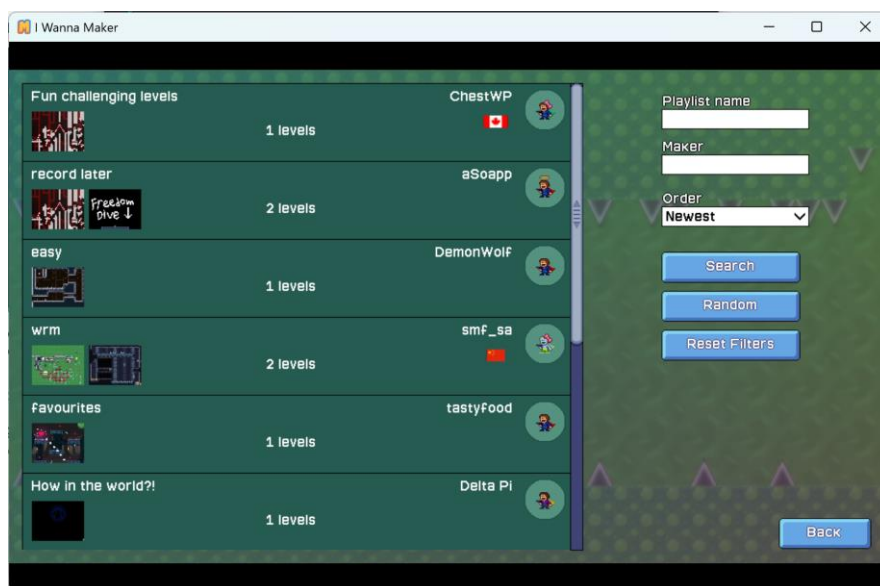 I Wanna Maker
Fun challenging levels
ChestWP
1 levels
record later
aSoapp
Freedom
Dive ↓
2 levels
easy
DemonWolf
1 levels
wrm
smf_sa
2 levels
favourites
tastyfood
1 levels
How in the world?!
Delta Pi
1 levels
Playlist name
Maker
Order
Newest
Search
Random
Reset Filters
Back